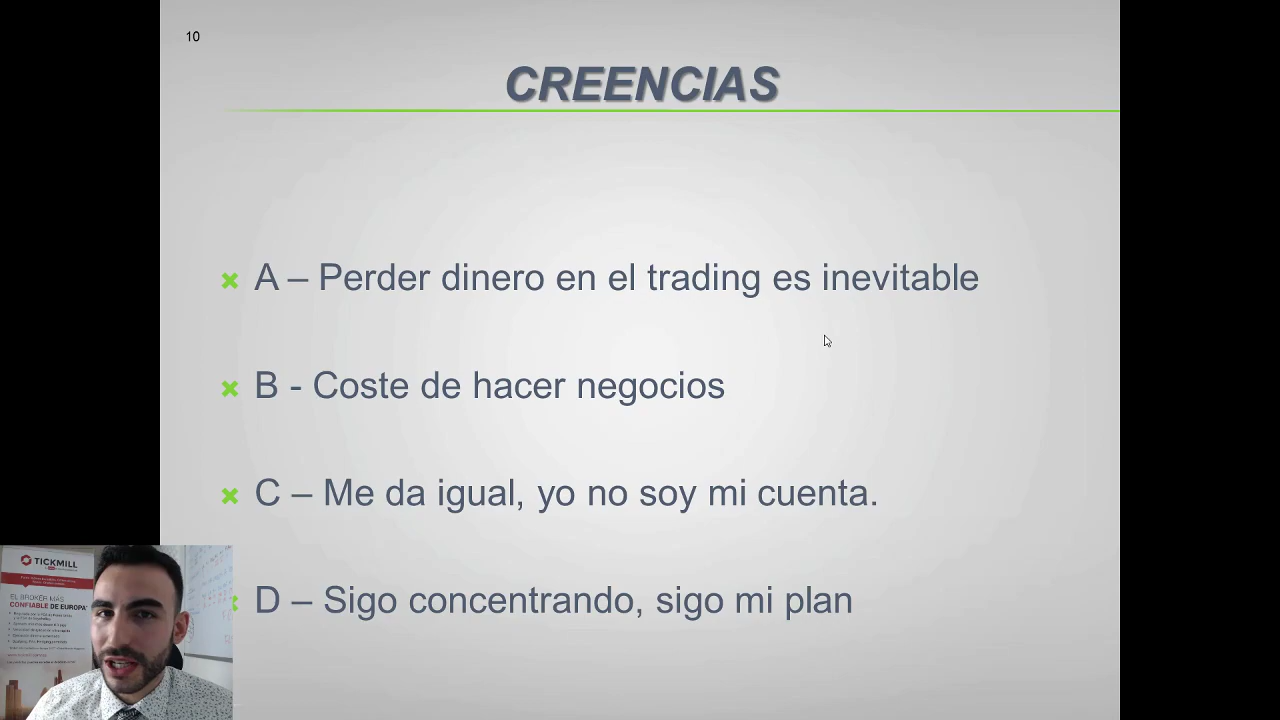 10
CREENCIAS
A – Perder dinero en el trading es inevitable
B - Coste de hacer negocios
C – Me da igual, yo no soy mi cuenta.
D – Sigo concentrando, sigo mi plan
TICKMILL
EL BROKER MÁS
CONFIABLE DE EUROPA